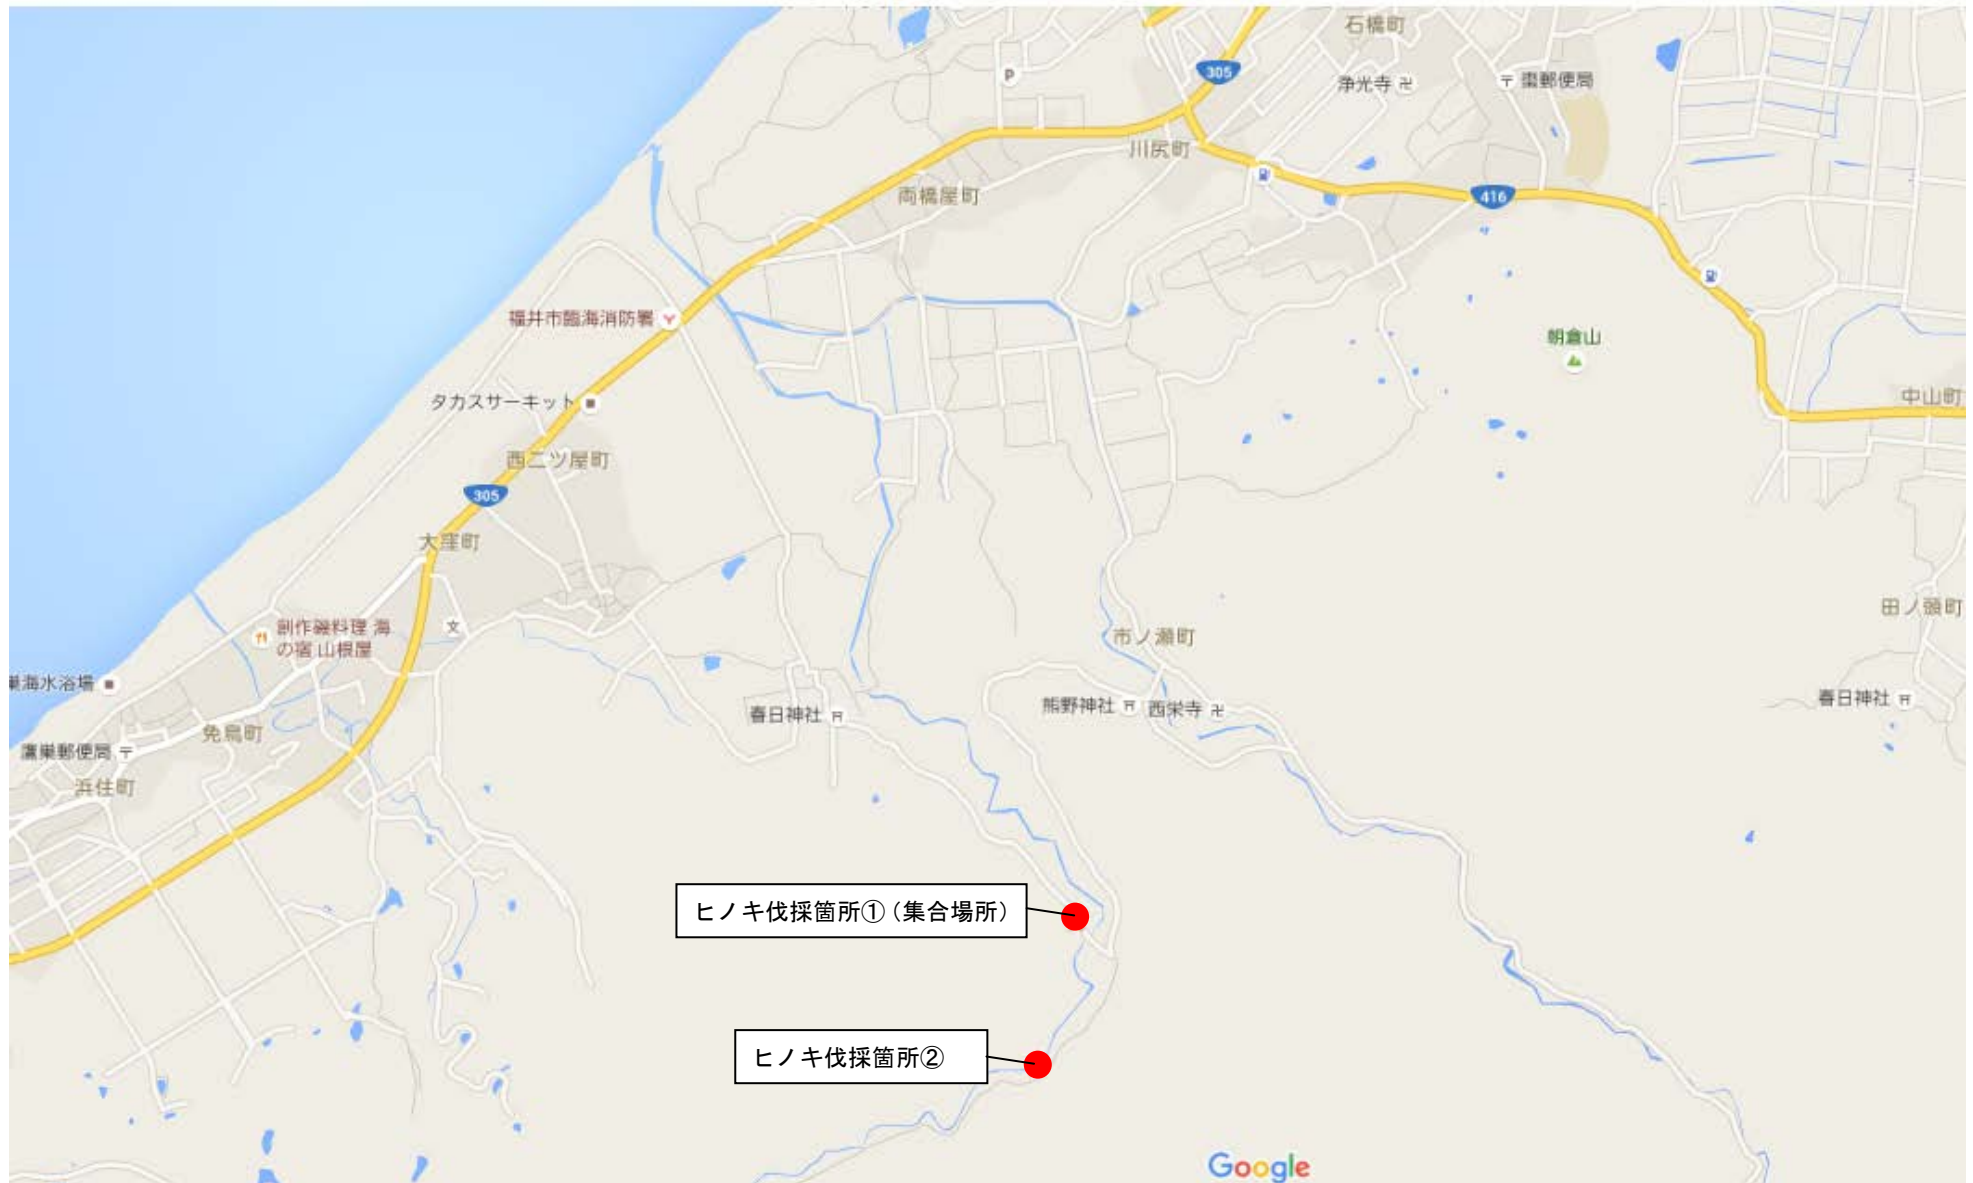 石橋町
P
305
浄光寺 卍
〒 棗郵便局
川尻町
両橋屋町
416
福井市臨海消防署
朝倉山
タカスサーキット
中山町
西二ツ屋町
305
大窪町
田ノ頭町
創作磯料理 海
の宿 山根屋
文
市ノ瀬町
巣海水浴場
熊野神社
西栄寺 卍
春日神社
春日神社
免鳥町
鷹巣郵便局 〒
浜住町
ヒノキ伐採箇所①(集合場所)
ヒノキ伐採箇所②
Google